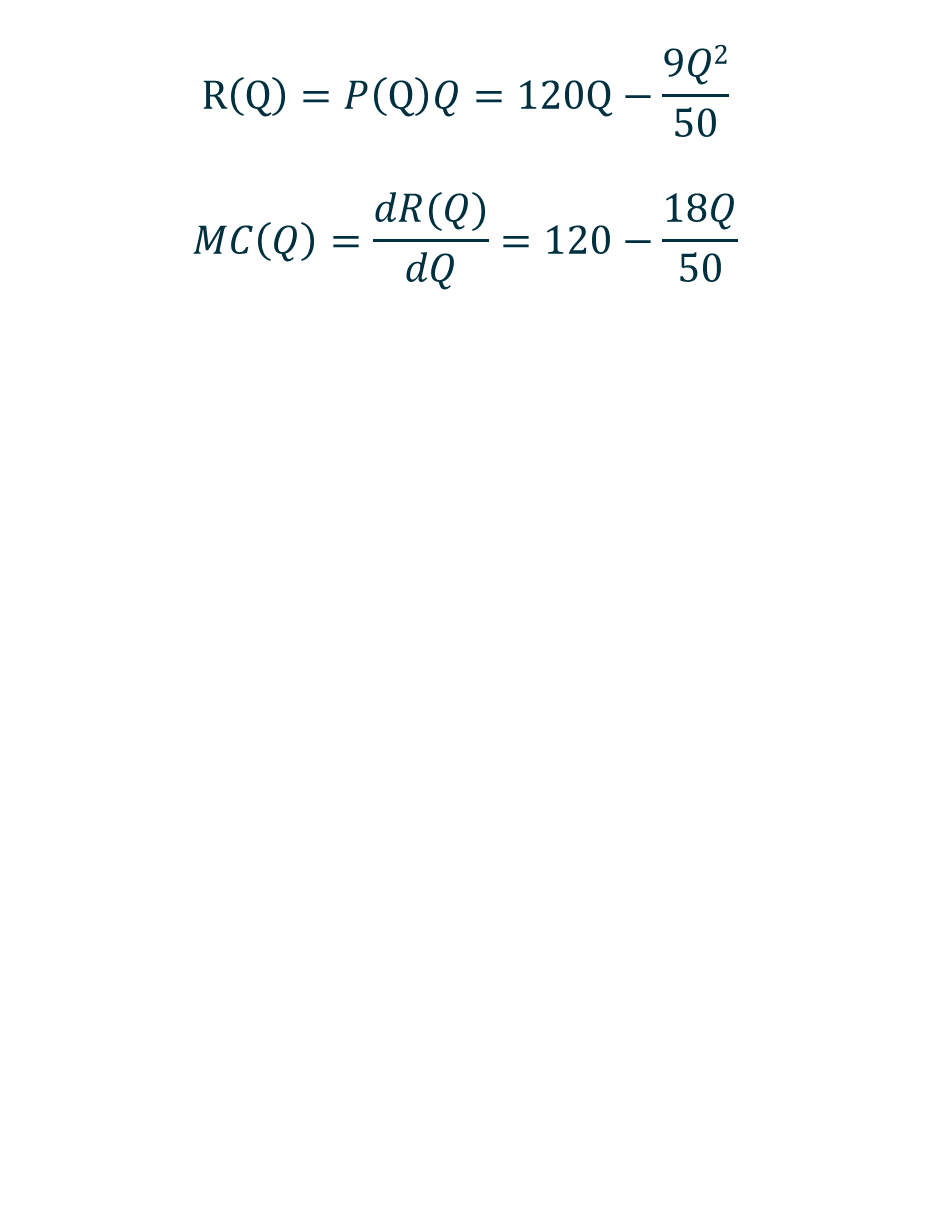 R(Q) = P(Q)Q = 120Q − 9Q²/50
MC(Q) = dR(Q)/dQ = 120 − 18Q/50